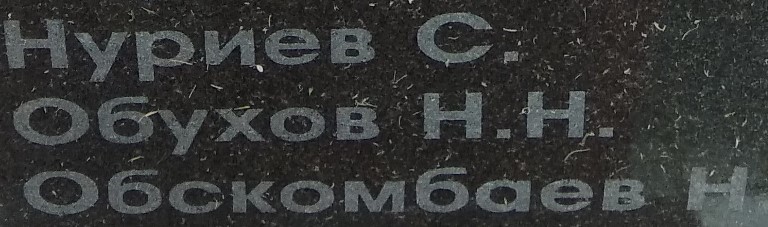 Нуриев С.
Обухов Н.Н.
Обскомбаев Н